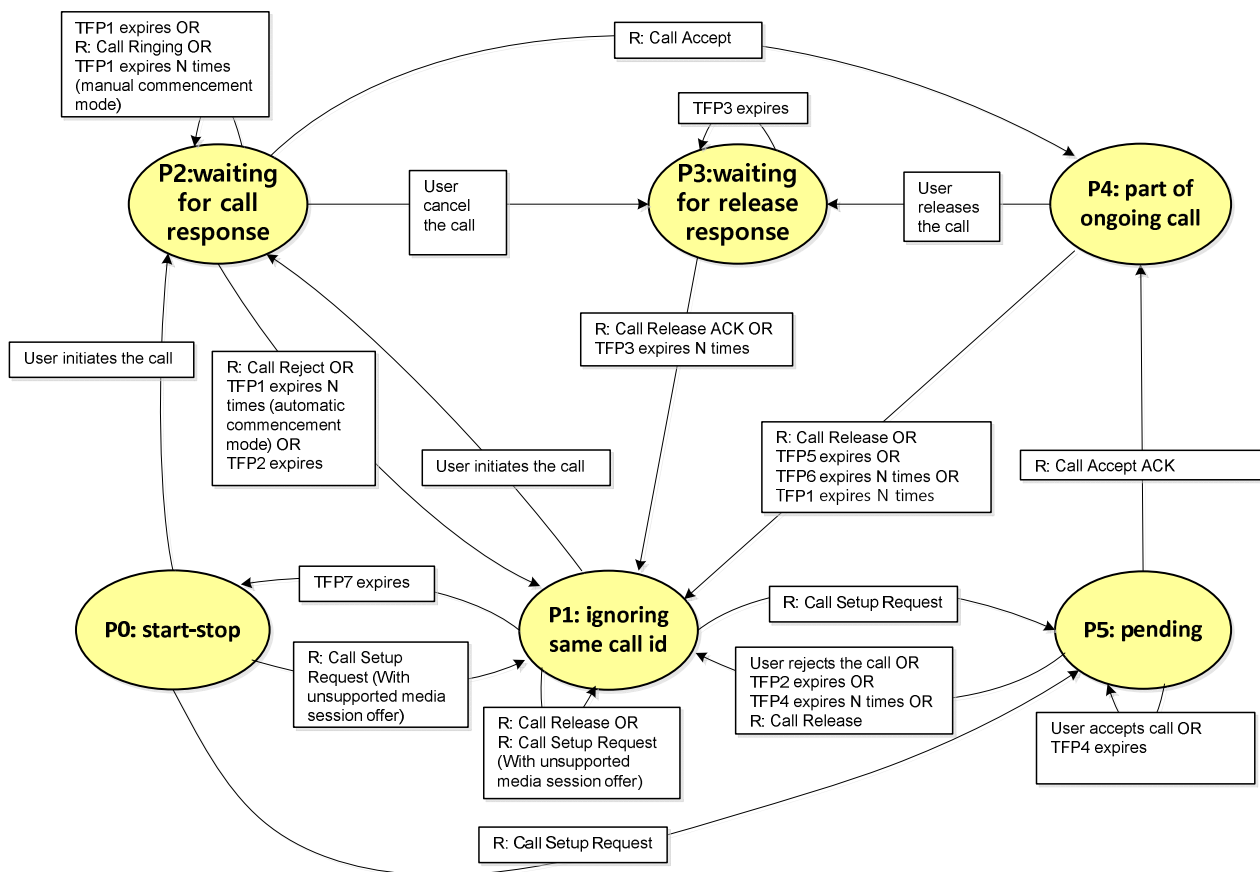 TFP1 expires OR
R: Call Ringing OR
TFP1 expires N times
(manual commencement
mode)
R: Call Accept
TFP3 expires
P2:waiting
for call
response
User
cancel
the call
P3:waiting
for release
response
User
releases
the call
P4: part of
ongoing call
User initiates the call
R: Call Reject OR
TFP1 expires N
times (automatic
commencement
mode) OR
TFP2 expires
User initiates the call
R: Call Release ACK OR
TFP3 expires N times
R: Call Release OR
TFP5 expires OR
TFP6 expires N times OR
TFP1 expires N times
R: Call Accept ACK
P0: start-stop
TFP7 expires
R: Call Setup
Request (With
unsupported media
session offer)
P1: ignoring
same call id
R: Call Release OR
R: Call Setup Request
(With unsupported
media session offer)
R: Call Setup Request
User rejects the call OR
TFP2 expires OR
TFP4 expires N times OR
R: Call Release
P5: pending
User accepts call OR
TFP4 expires
R: Call Setup Request